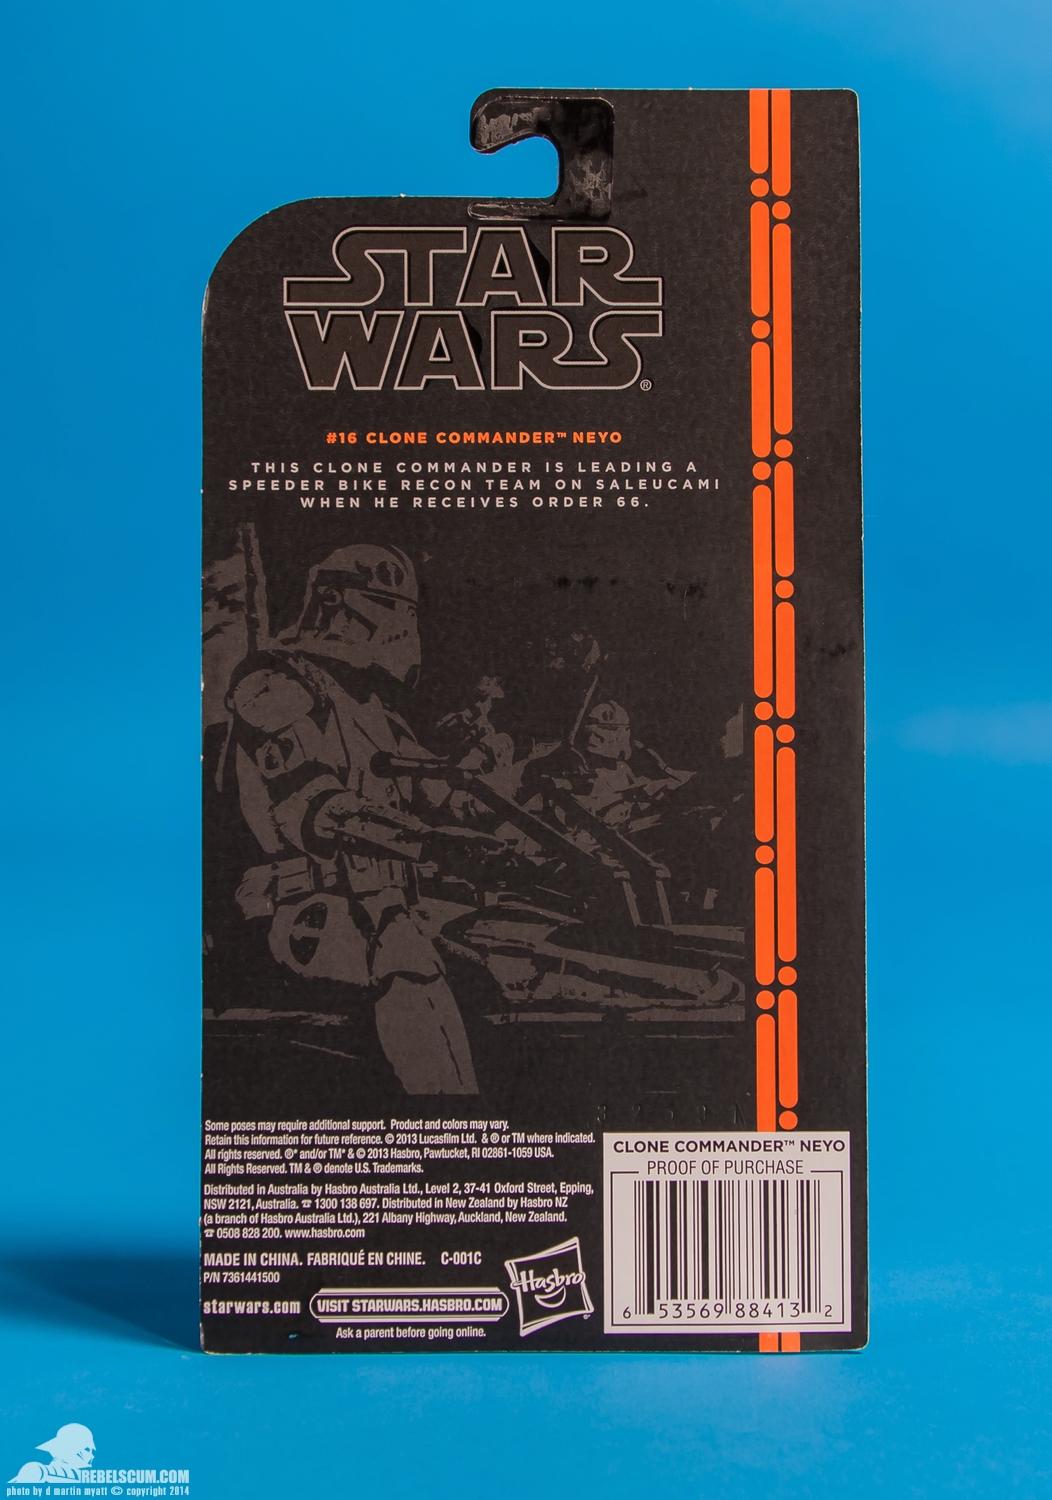 STAR
WARS®
#16 CLONE COMMANDER™ NEYO
THIS CLONE COMMANDER IS LEADING A
SPEEDER BIKE RECON TEAM ON SALEUCAMI
WHEN HE RECEIVES ORDER 66.
Some poses may require additional support. Product and colors may vary.
Retain this information for future reference. © 2013 Lucasfilm Ltd. & ® or TM where indicated.
All rights reserved. ®* and/or TM* & © 2013 Hasbro, Pawtucket, RI 02861-1059 USA.
All Rights Reserved. TM & ® denote U.S. Trademarks.
Distributed in Australia by Hasbro Australia Ltd., Level 2, 37-41 Oxford Street, Epping,
NSW 2121, Australia. ☎ 1300 138 697. Distributed in New Zealand by Hasbro NZ
(a branch of Hasbro Australia Ltd.), 221 Albany Highway, Auckland, New Zealand.
☎ 0508 828 200. www.hasbro.com
MADE IN CHINA. FABRIQUÉ EN CHINE. C-001C
P/N 7361441500
starwars.com VISIT STARWARS.HASBRO.COM
Ask a parent before going online.
Hasbro
CLONE COMMANDER™ NEYO
PROOF OF PURCHASE
6 53569 88413 2
REBELSCUM.COM
photo by d martin myatt © copyright 2014